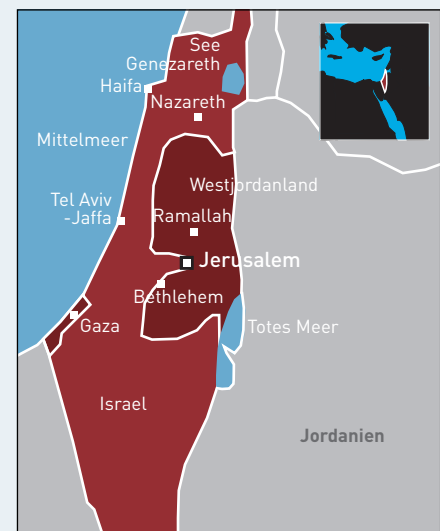 See
Genezareth
Haifa
Nazareth
Mittelmeer
Westjordanland
Tel Aviv
-Jaffa
Ramallah
Jerusalem
Bethlehem
Gaza
Totes Meer
Israel
Jordanien